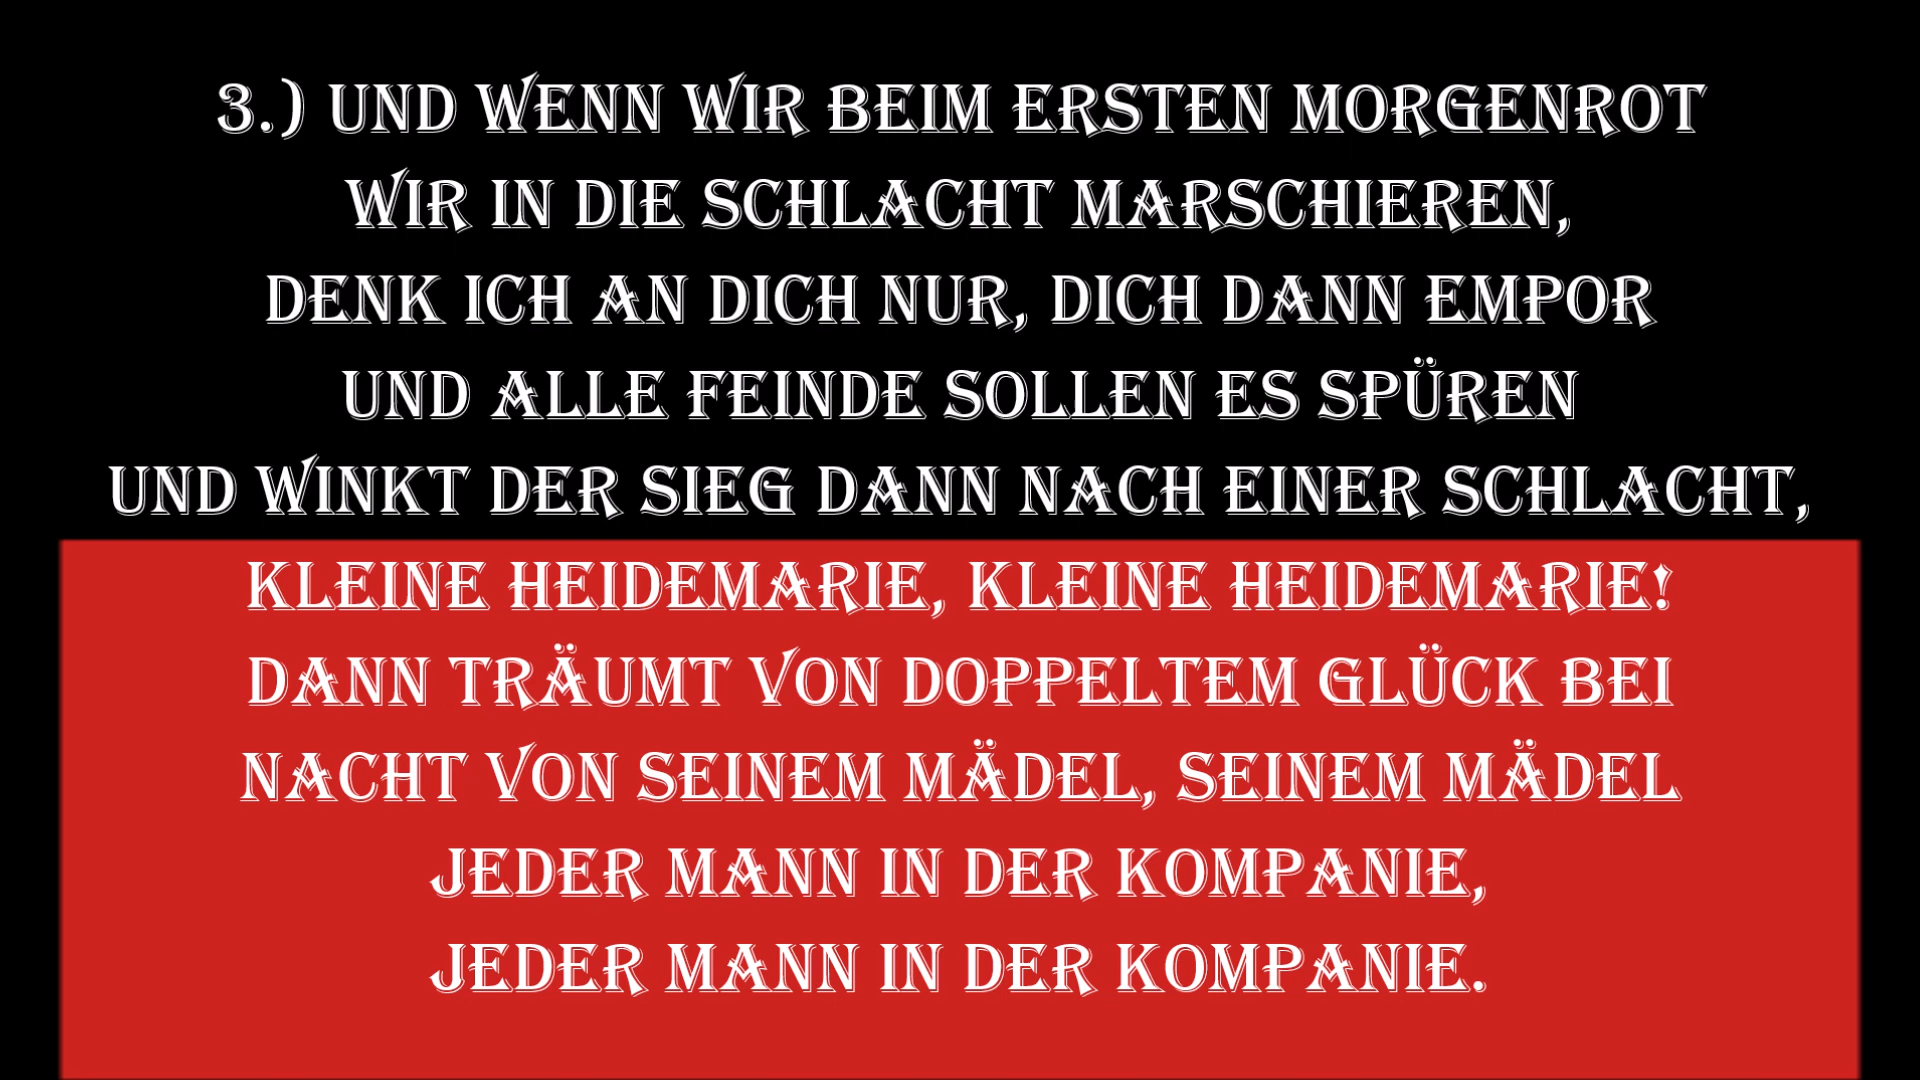 3.) UND WENN WIR BEIM ERSTEN MORGENROT
WIR IN DIE SCHLACHT MARSCHIEREN,
DENK ICH AN DICH NUR, DICH DANN EMPOR
UND ALLE FEINDE SOLLEN ES SPÜREN
UND WINKT DER SIEG DANN NACH EINER SCHLACHT,
KLEINE HEIDEMARIE, KLEINE HEIDEMARIE!
DANN TRÄUMT VON DOPPELTEM GLÜCK BEI
NACHT VON SEINEM MÄDEL, SEINEM MÄDEL
JEDER MANN IN DER KOMPANIE,
JEDER MANN IN DER KOMPANIE.